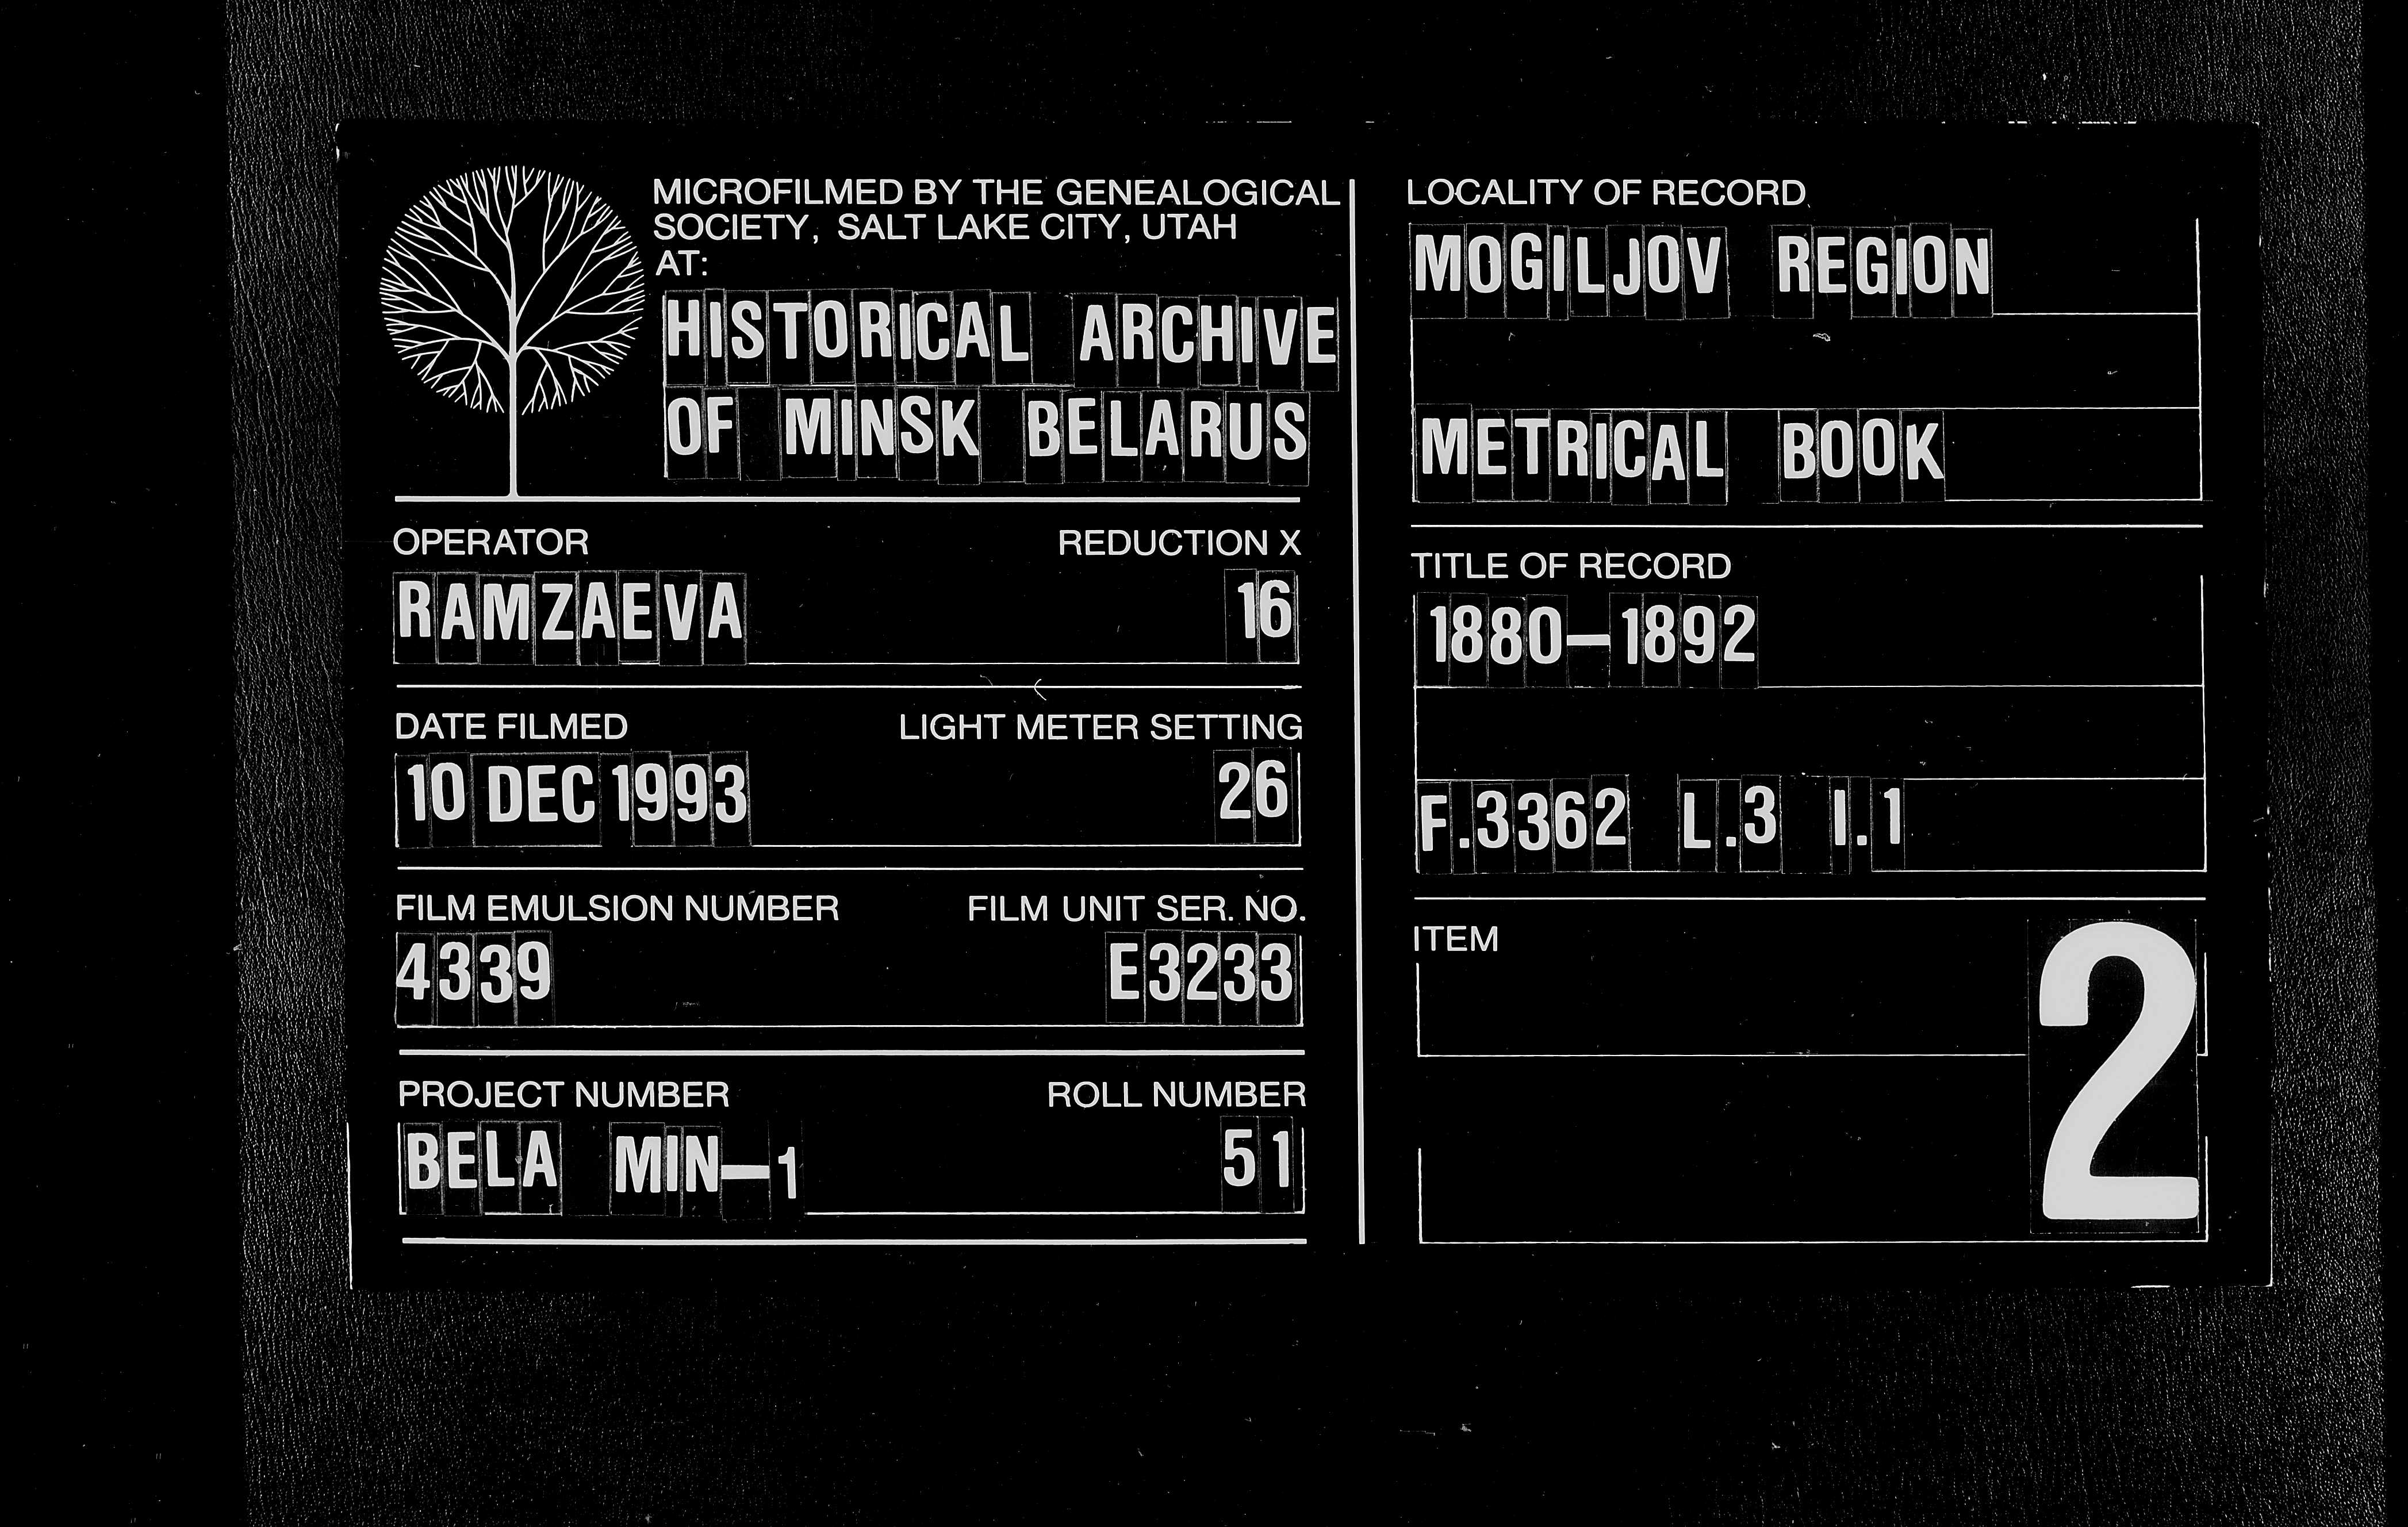 MICROFILMED BY THE GENEALOGICAL
SOCIETY, SALT LAKE CITY, UTAH
AT:
HISTORICAL ARCHIVE
OF MINSK BELARUS
OPERATOR REDUCTION X
RAMZAEVA 16
DATE FILMED LIGHT METER SETTING
10 DEC 1993 26
FILM EMULSION NUMBER FILM UNIT SER. NO.
4339 E3233
PROJECT NUMBER ROLL NUMBER
BELA MIN—1 51
LOCALITY OF RECORD
MOGILJOV REGION
METRICAL BOOK
TITLE OF RECORD
1880—1892
F.3362 L.3 I.1
ITEM
2